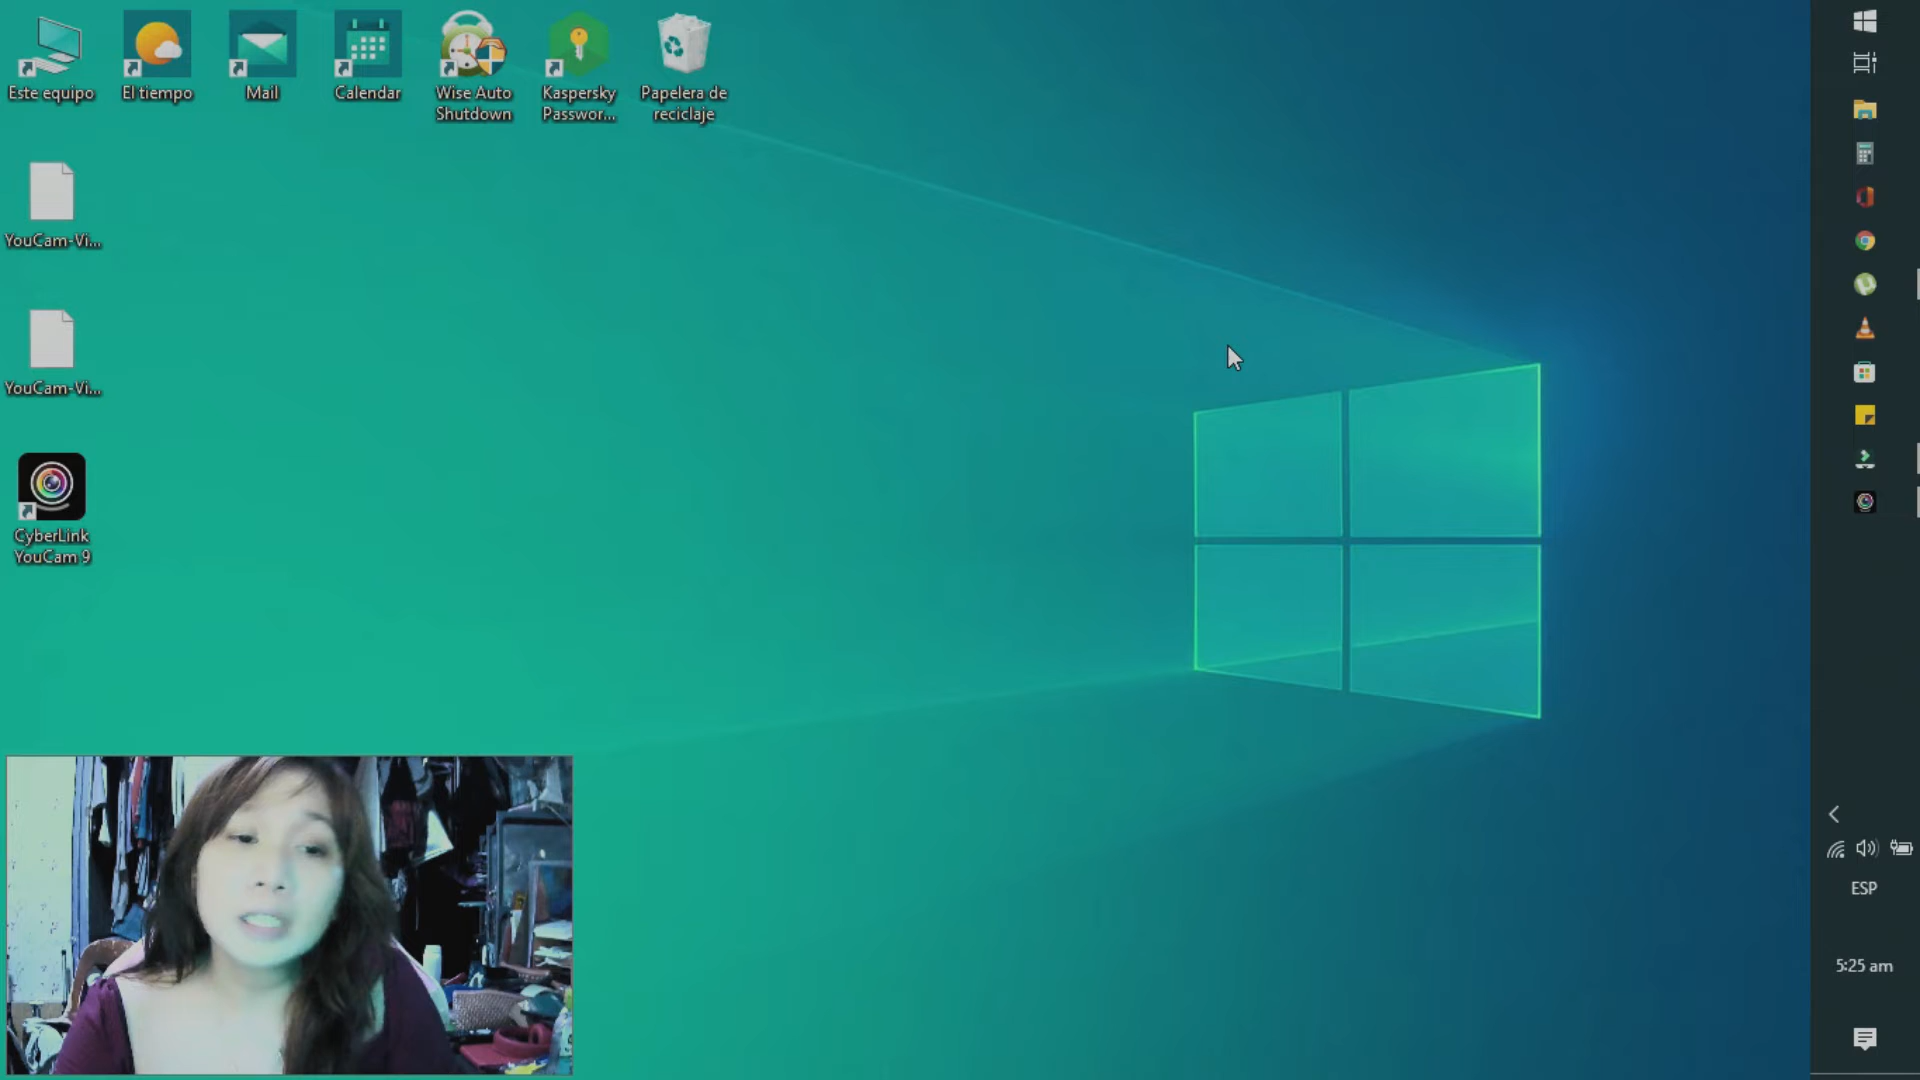 Este equipo
El tiempo
Mail
Calendar
Wise Auto
Shutdown
Kaspersky
Passwor...
Papelera de
reciclaje
YouCam-Vi...
YouCam-Vi...
CyberLink
YouCam 9
ESP
5:25 am